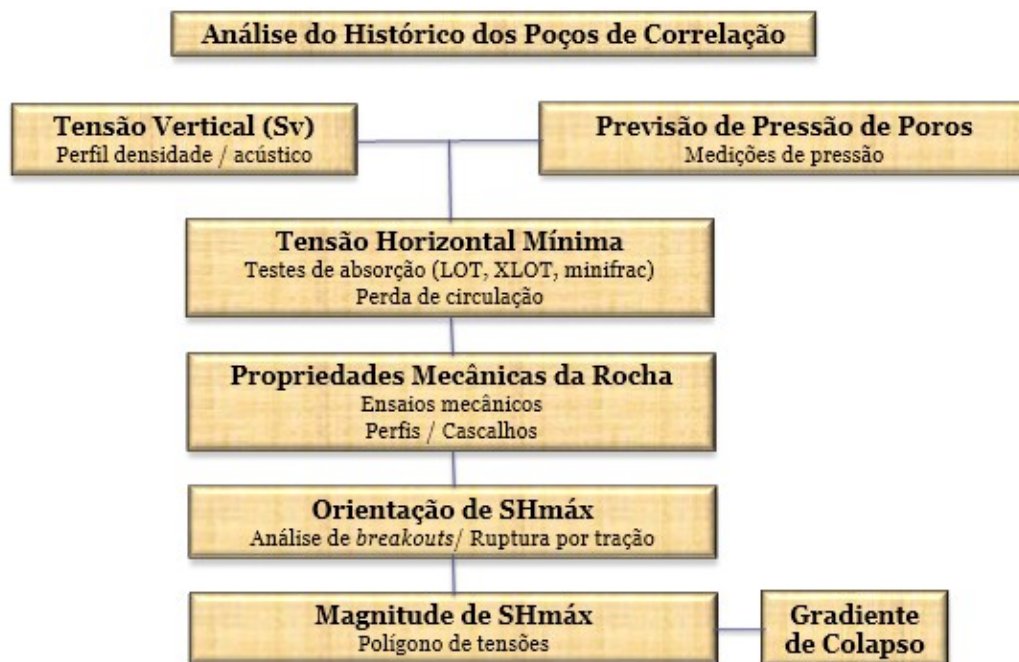 Análise do Histórico dos Poços de Correlação
Tensão Vertical (Sv)
Perfil densidade / acústico
Previsão de Pressão de Poros
Medições de pressão
Tensão Horizontal Mínima
Testes de absorção (LOT, XLOT, minifrac)
Perda de circulação
Propriedades Mecânicas da Rocha
Ensaios mecânicos
Perfis / Cascalhos
Orientação de SHmáx
Análise de breakouts/ Ruptura por tração
Magnitude de SHmáx
Polígono de tensões
Gradiente
de Colapso